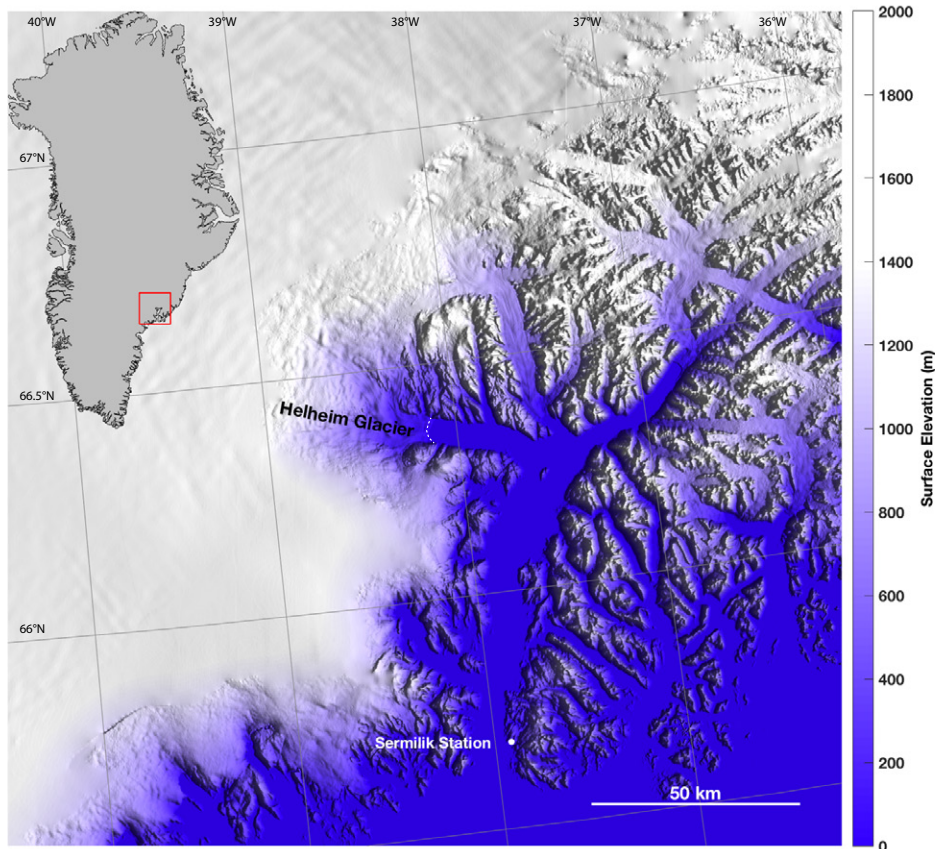 40°W
39°W
38°W
37°W
36°W
67°N
66.5°N
66°N
Helheim Glacier
Sermilik Station
50 km
2000
1800
1600
1400
1200
1000
800
600
400
200
0
Surface Elevation (m)